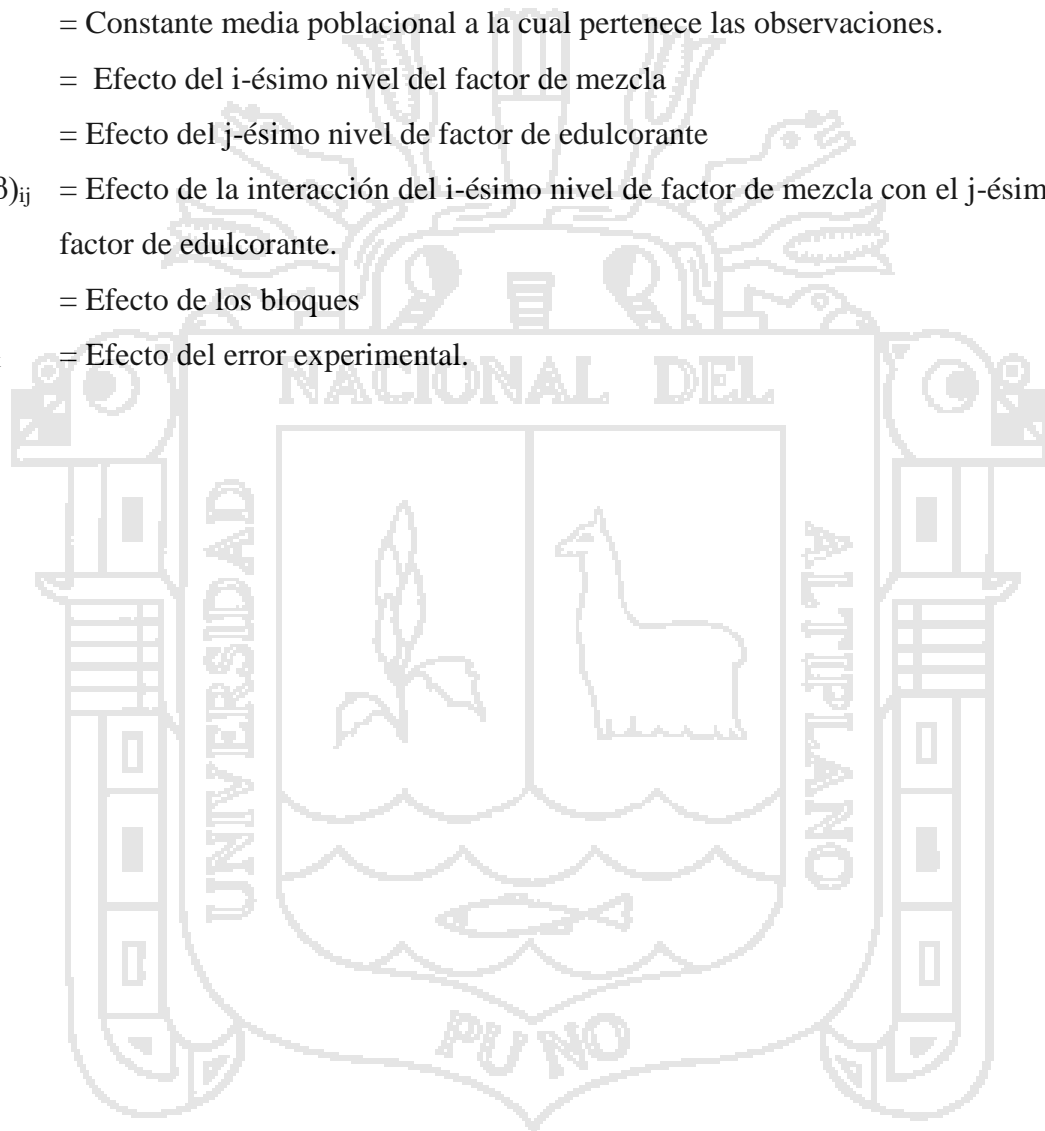 = Constante media poblacional a la cual pertenece las observaciones.
= Efecto del i-ésimo nivel del factor de mezcla
= Efecto del j-ésimo nivel de factor de edulcorante
)ij = Efecto de la interacción del i-ésimo nivel de factor de mezcla con el j-ésim
factor de edulcorante.
= Efecto de los bloques
= Efecto del error experimental.
NACIONAL DEL
UNIVERSIDAD
ALTIPLANO
PUNO